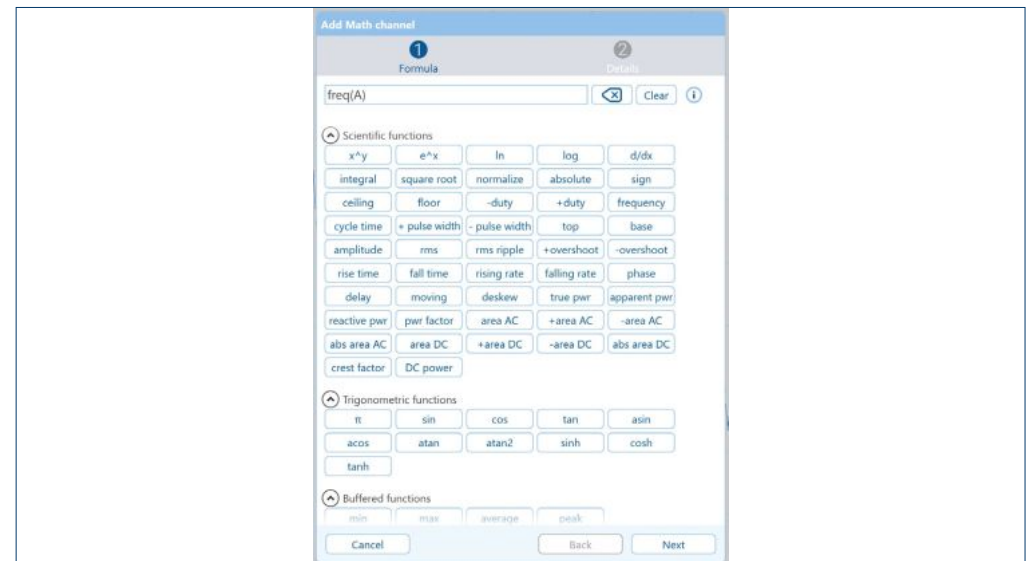 Add Math channel
1 2
Formula Details
freq(A) Clear i
Scientific functions
x^y e^x ln log d/dx
integral square root normalize absolute sign
ceiling floor -duty +duty frequency
cycle time + pulse width - pulse width top base
amplitude rms rms ripple +overshoot -overshoot
rise time fall time rising rate falling rate phase
delay moving deskew true pwr apparent pwr
reactive pwr pwr factor area AC +area AC -area AC
abs area AC area DC +area DC -area DC abs area DC
crest factor DC power
Trigonometric functions
π sin cos tan asin
acos atan atan2 sinh cosh
tanh
Buffered functions
min max average peak
Cancel Back Next